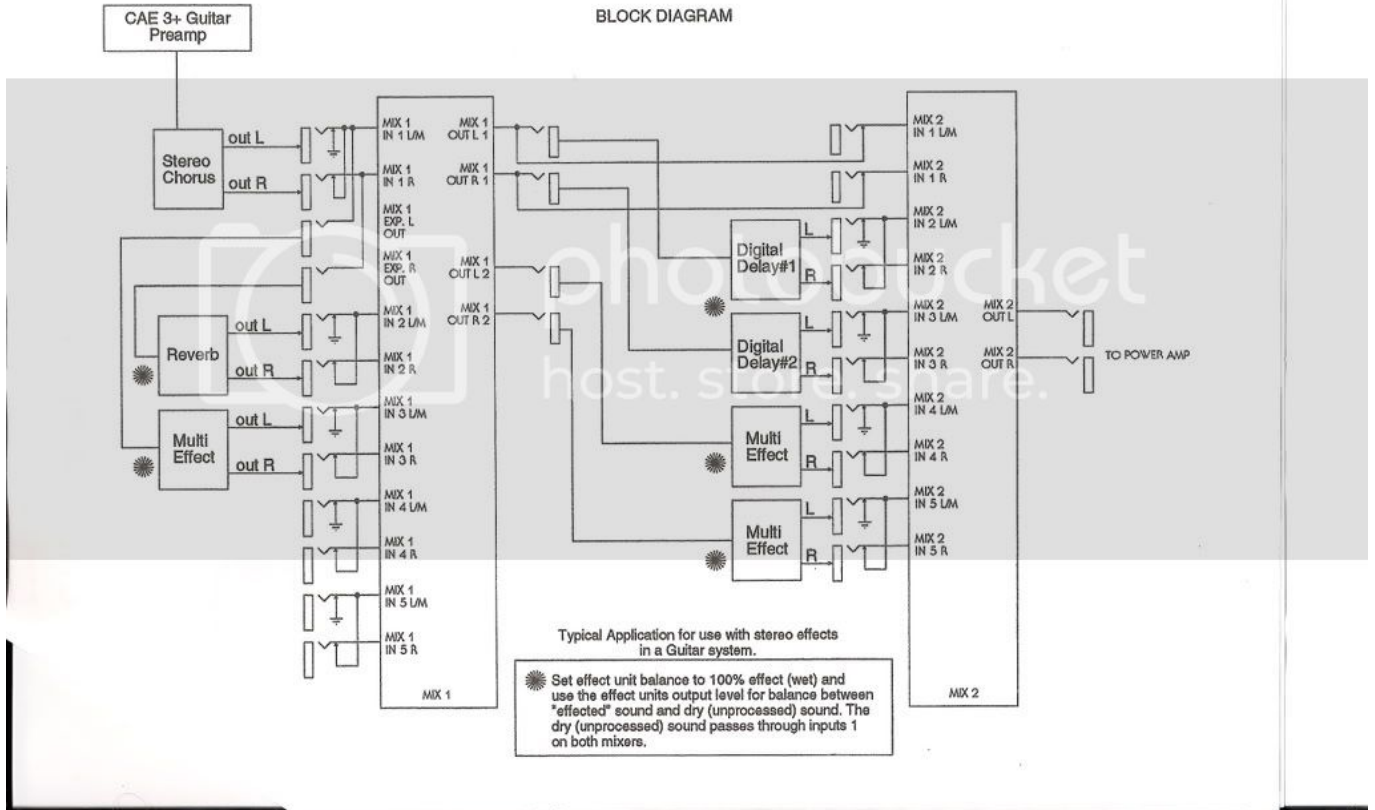 BLOCK DIAGRAM
CAE 3+ Guitar
Preamp
Stereo
Chorus
out L
out R
MIX 1
IN 1 L/M
MIX 1
IN 1 R
MIX 1
EXP. L
OUT
MIX 1
EXP. R
OUT
MIX 1
IN 2 L/M
MIX 1
IN 2 R
MIX 1
IN 3 L/M
MIX 1
IN 3 R
MIX 1
IN 4 L/M
MIX 1
IN 4 R
MIX 1
IN 5 L/M
MIX 1
IN 5 R
MIX 1
OUT L 1
MIX 1
OUT R 1
MIX 1
OUT L 2
MIX 1
OUT R 2
MIX 1
Reverb
out L
out R
Multi
Effect
out L
out R
Digital
Delay#1
L
R
Digital
Delay#2
L
R
Multi
Effect
L
R
Multi
Effect
L
R
MIX 2
IN 1 L/M
MIX 2
IN 1 R
MIX 2
IN 2 L/M
MIX 2
IN 2 R
MIX 2
IN 3 L/M
MIX 2
IN 3 R
MIX 2
IN 4 L/M
MIX 2
IN 4 R
MIX 2
IN 5 L/M
MIX 2
IN 5 R
MIX 2
OUT L
MIX 2
OUT R
MIX 2
TO POWER AMP
photobucket
host. store. share.
Typical Application for use with stereo effects
in a Guitar system.
Set effect unit balance to 100% effect (wet) and
use the effect units output level for balance between
"effected" sound and dry (unprocessed) sound. The
dry (unprocessed) sound passes through inputs 1
on both mixers.